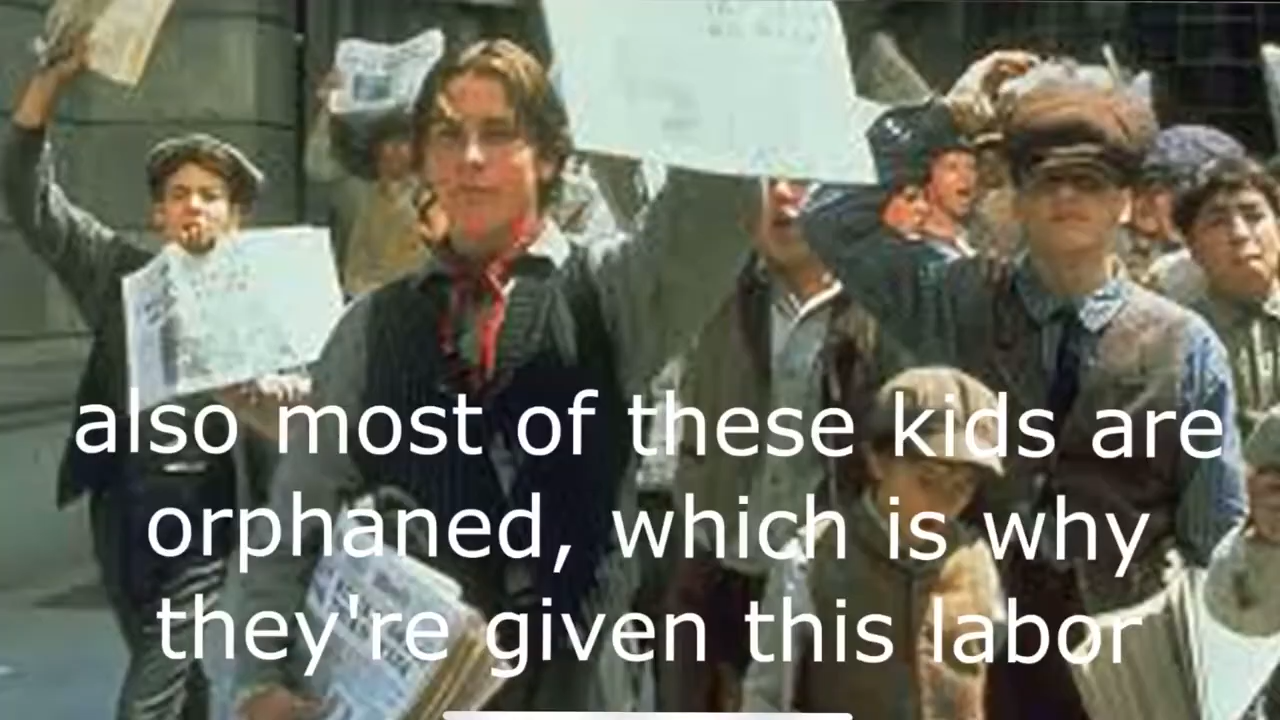 also most of these kids are
orphaned, which is why
they're given this labor